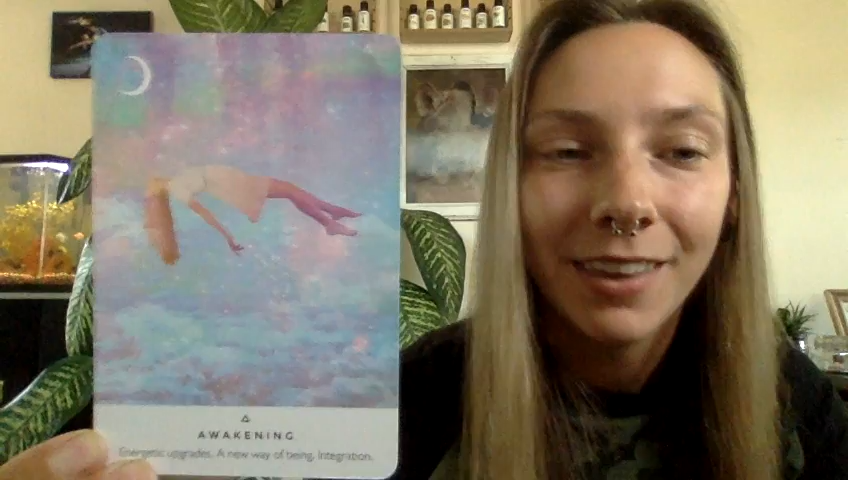 AWAKENING
Energetic upgrades. A new way of being. Integration.